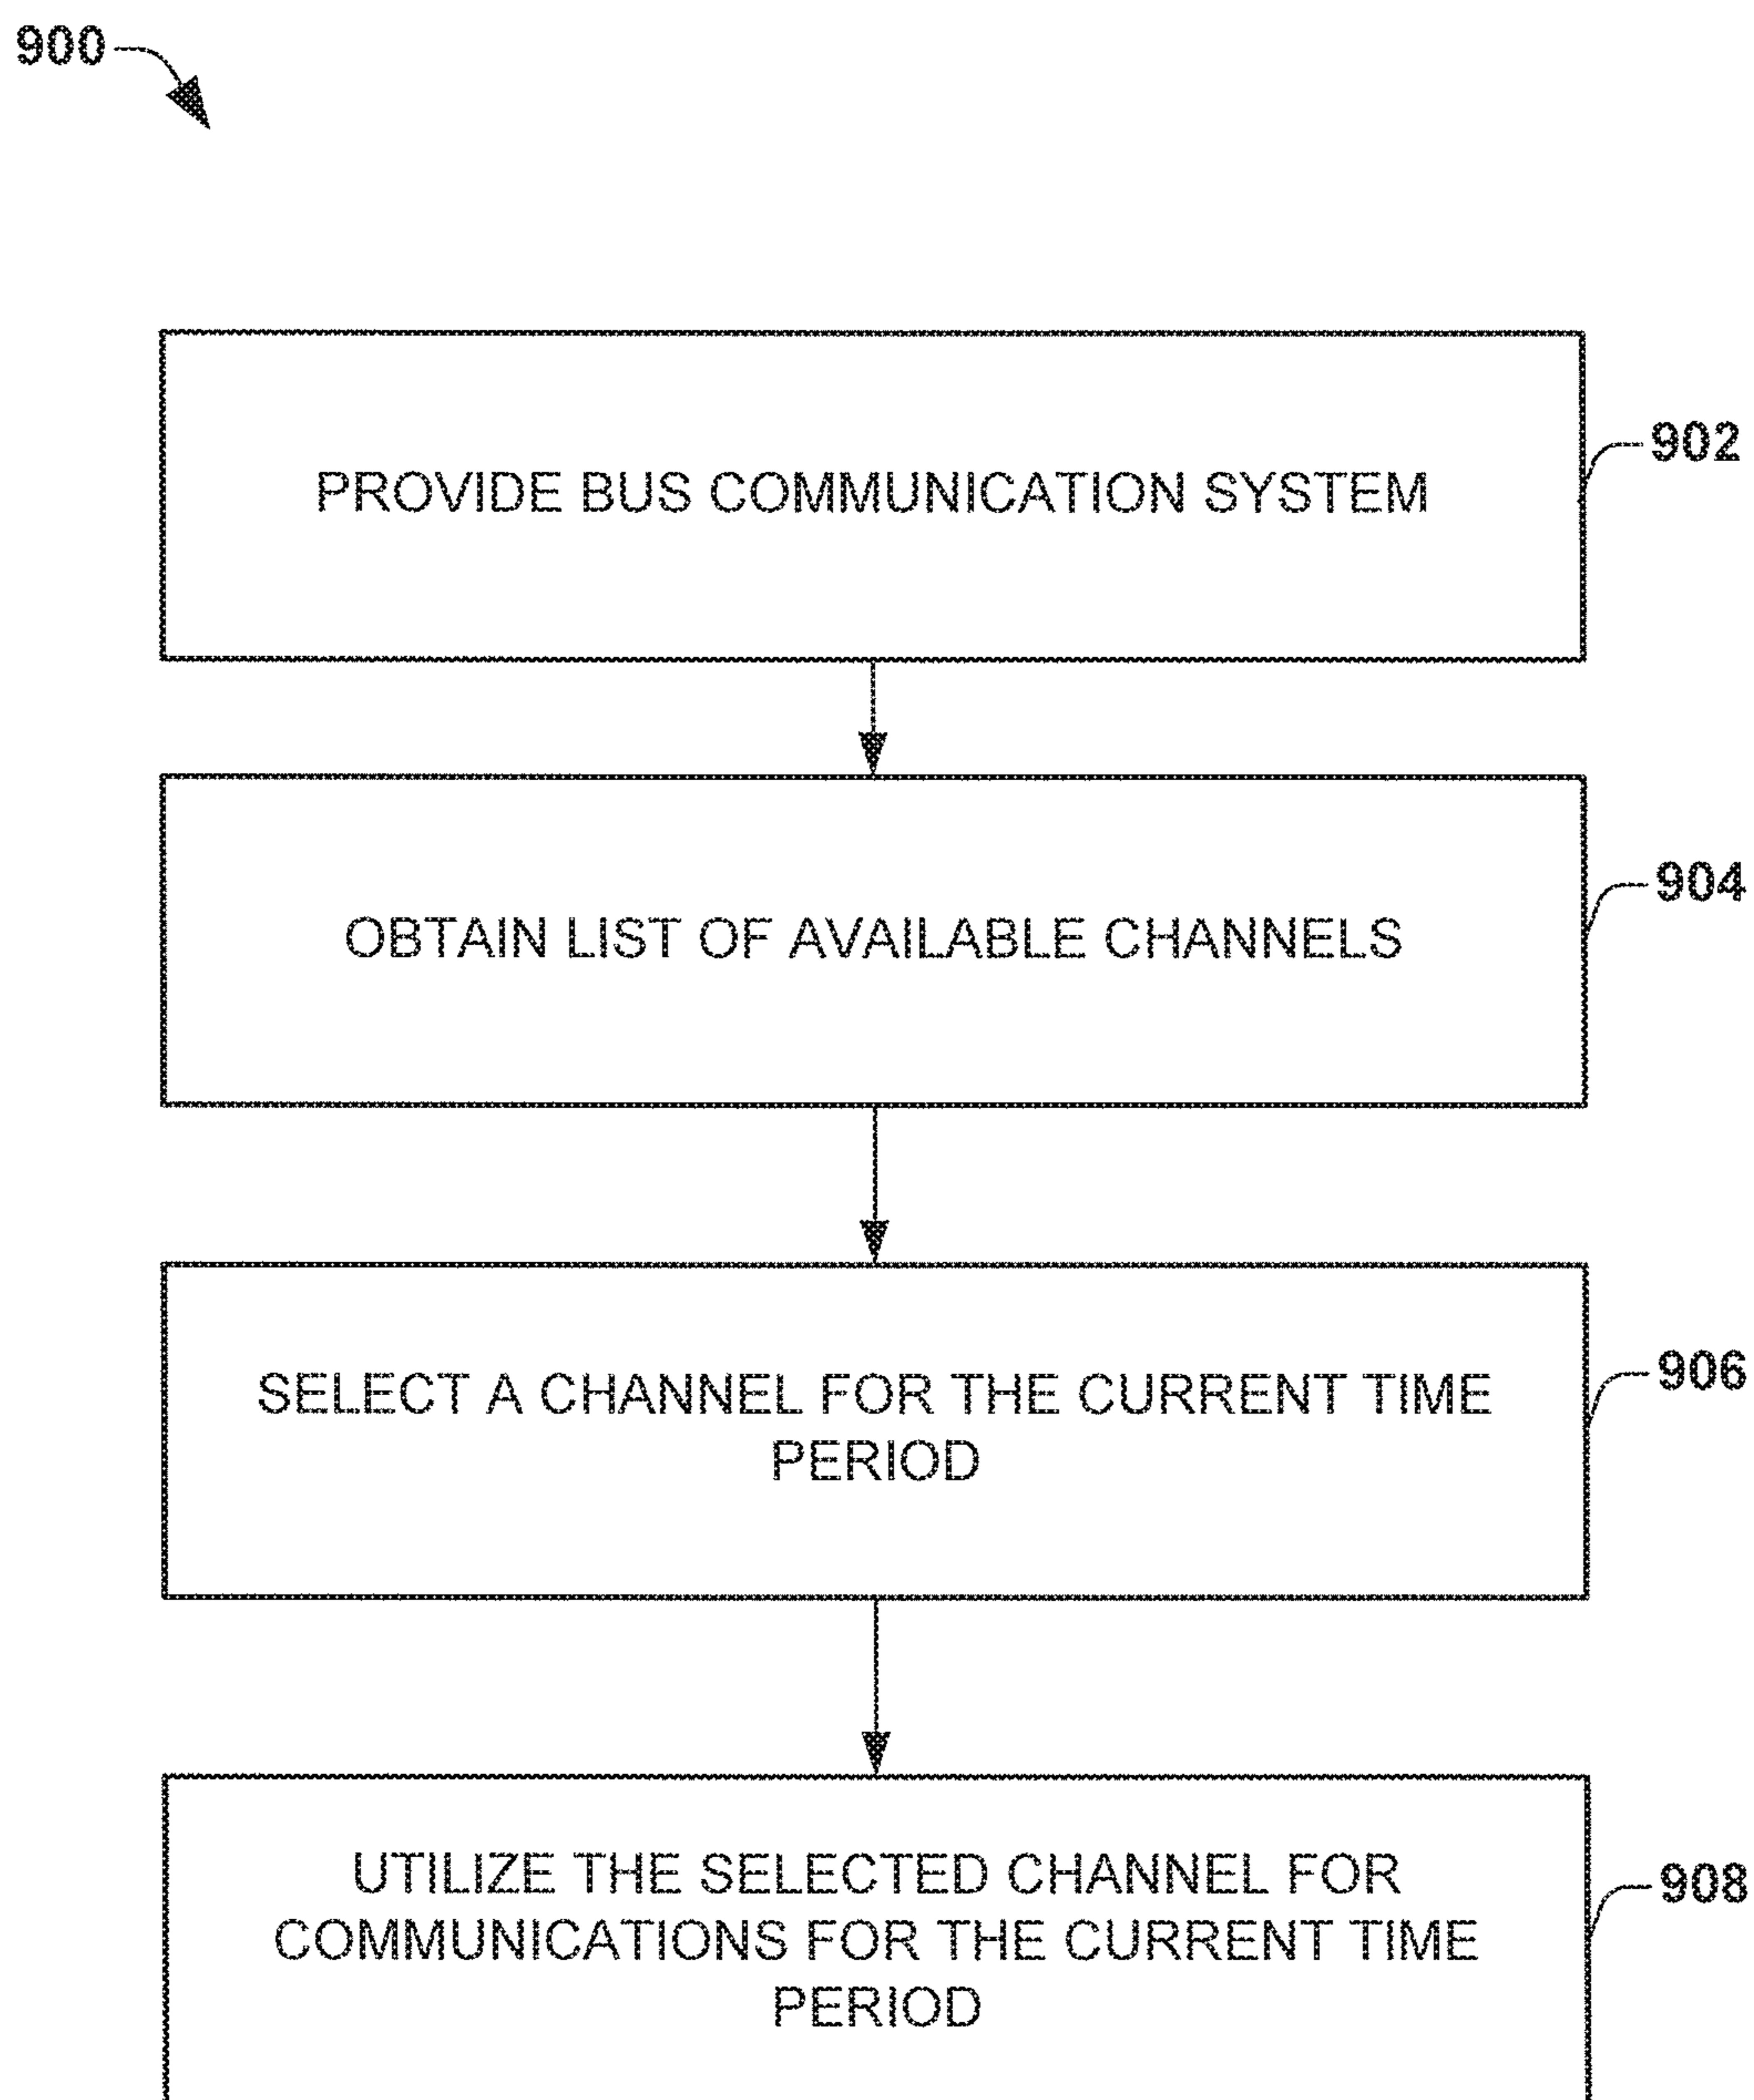 900
PROVIDE BUS COMMUNICATION SYSTEM
902
OBTAIN LIST OF AVAILABLE CHANNELS
904
SELECT A CHANNEL FOR THE CURRENT TIME
PERIOD
906
UTILIZE THE SELECTED CHANNEL FOR
COMMUNICATIONS FOR THE CURRENT TIME
PERIOD
908